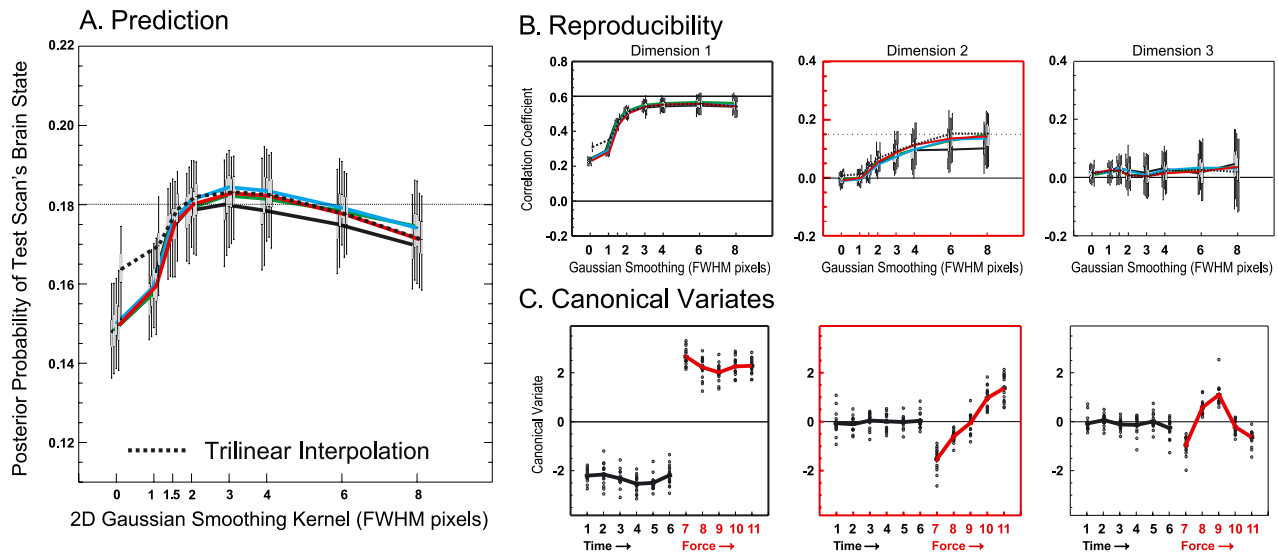 A. Prediction
Posterior Probability of Test Scan's Brain State
0.22
0.20
0.18
0.16
0.14
0.12
Trilinear Interpolation
0 1 1.5 2 3 4 6 8
2D Gaussian Smoothing Kernel (FWHM pixels)
B. Reproducibility
Dimension 1
Correlation Coefficient
0.8
0.6
0.4
0.2
0.0
-0.2
0 1 2 3 4 6 8
Gaussian Smoothing (FWHM pixels)
Dimension 2
0.4
0.2
0.0
-0.2
0 1 2 3 4 6 8
Gaussian Smoothing (FWHM pixels)
Dimension 3
0.4
0.2
0.0
-0.2
0 1 2 3 4 6 8
Gaussian Smoothing (FWHM pixels)
C. Canonical Variates
Canonical Variate
2
0
-2
1 2 3 4 5 6 7 8 9 10 11
Time → Force →
2
0
-2
1 2 3 4 5 6 7 8 9 10 11
Time → Force →
2
0
-2
1 2 3 4 5 6 7 8 9 10 11
Time → Force →